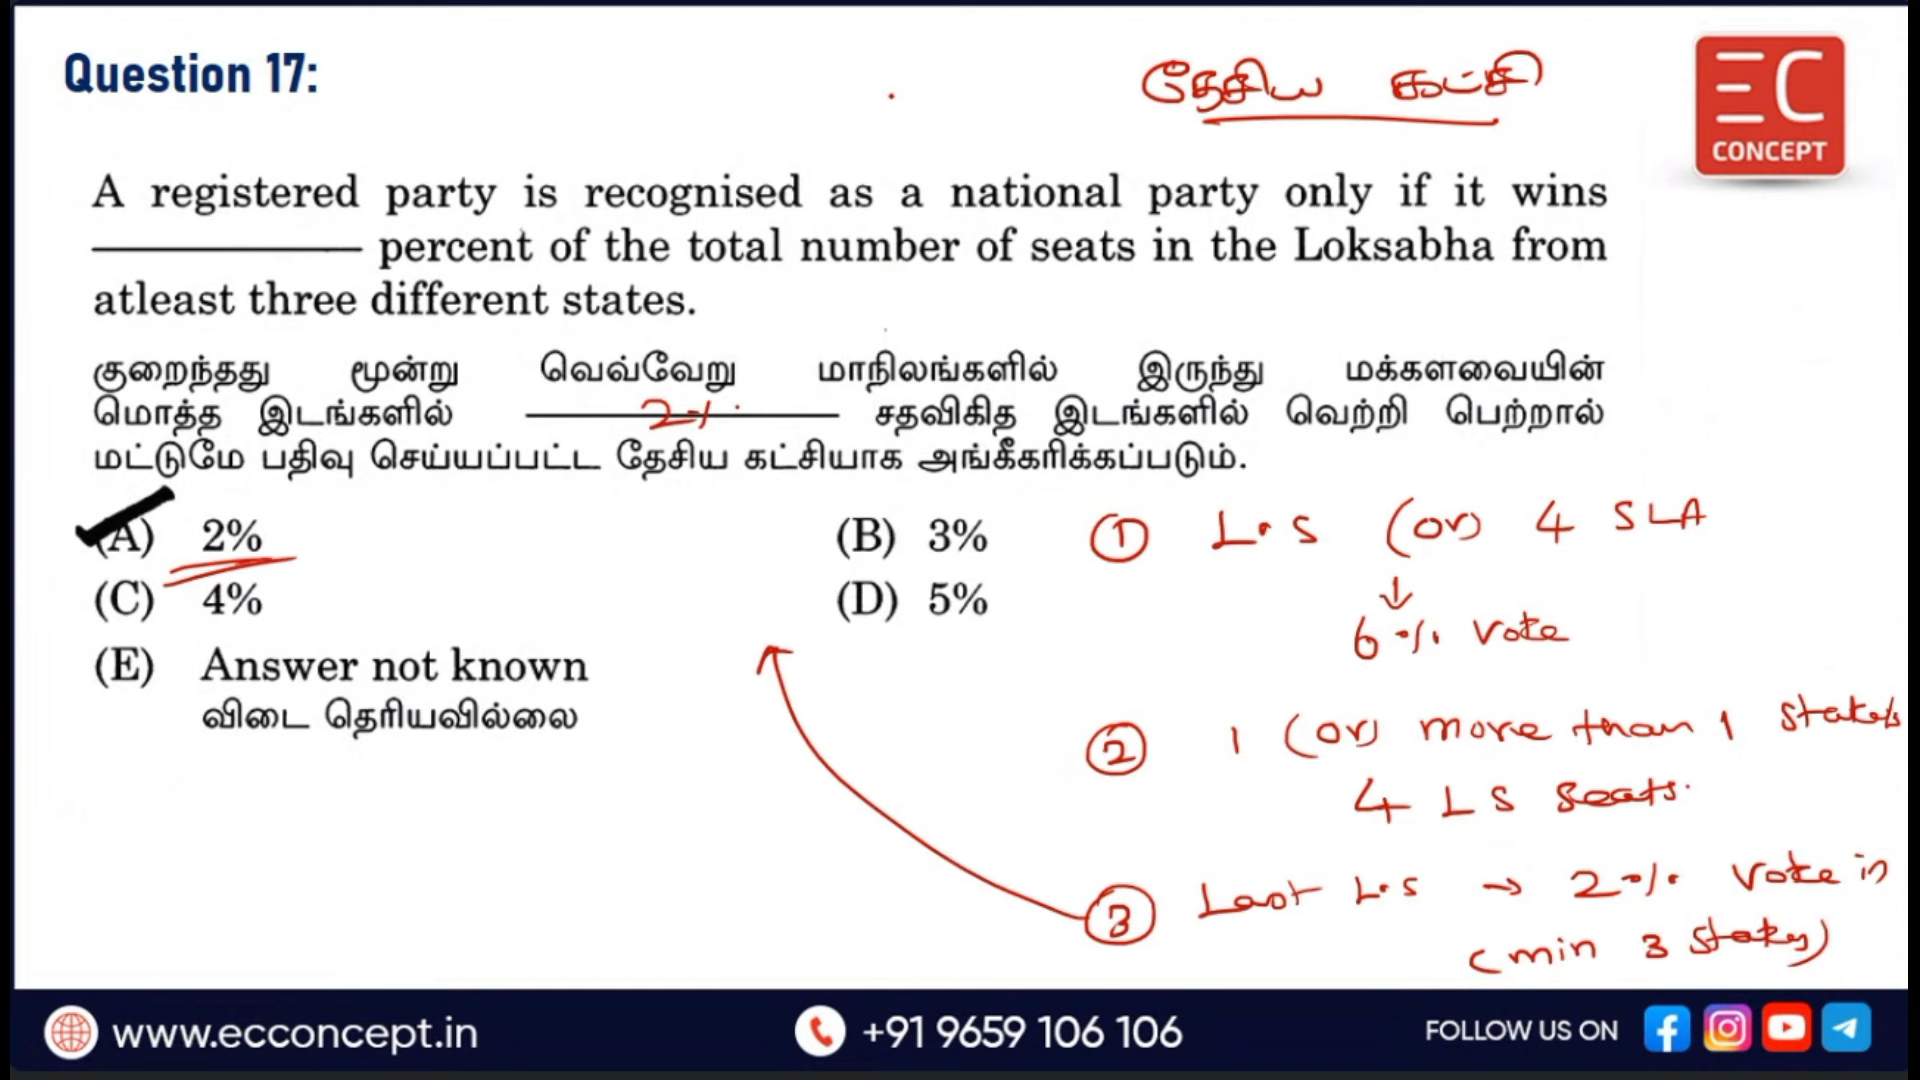 Question 17:
தேசிய கட்சி
EC
CONCEPT
A registered party is recognised as a national party only if it wins
____________ percent of the total number of seats in the Loksabha from
atleast three different states.
குறைந்தது மூன்று வெவ்வேறு மாநிலங்களில் இருந்து மக்களவையின்
மொத்த இடங்களில் 2% சதவிகித இடங்களில் வெற்றி பெற்றால்
மட்டுமே பதிவு செய்யப்பட்ட தேசிய கட்சியாக அங்கீகரிக்கப்படும்.
(A) 2%
(B) 3%
(C) 4%
(D) 5%
(E) Answer not known
விடை தெரியவில்லை
① L.S (or) 4 SLA
↓
6% vote
② 1 (or) more than 1 states
4 LS seats.
③ Last L.S → 2% vote in
(min 3 states)
www.ecconcept.in
+91 9659 106 106
FOLLOW US ON